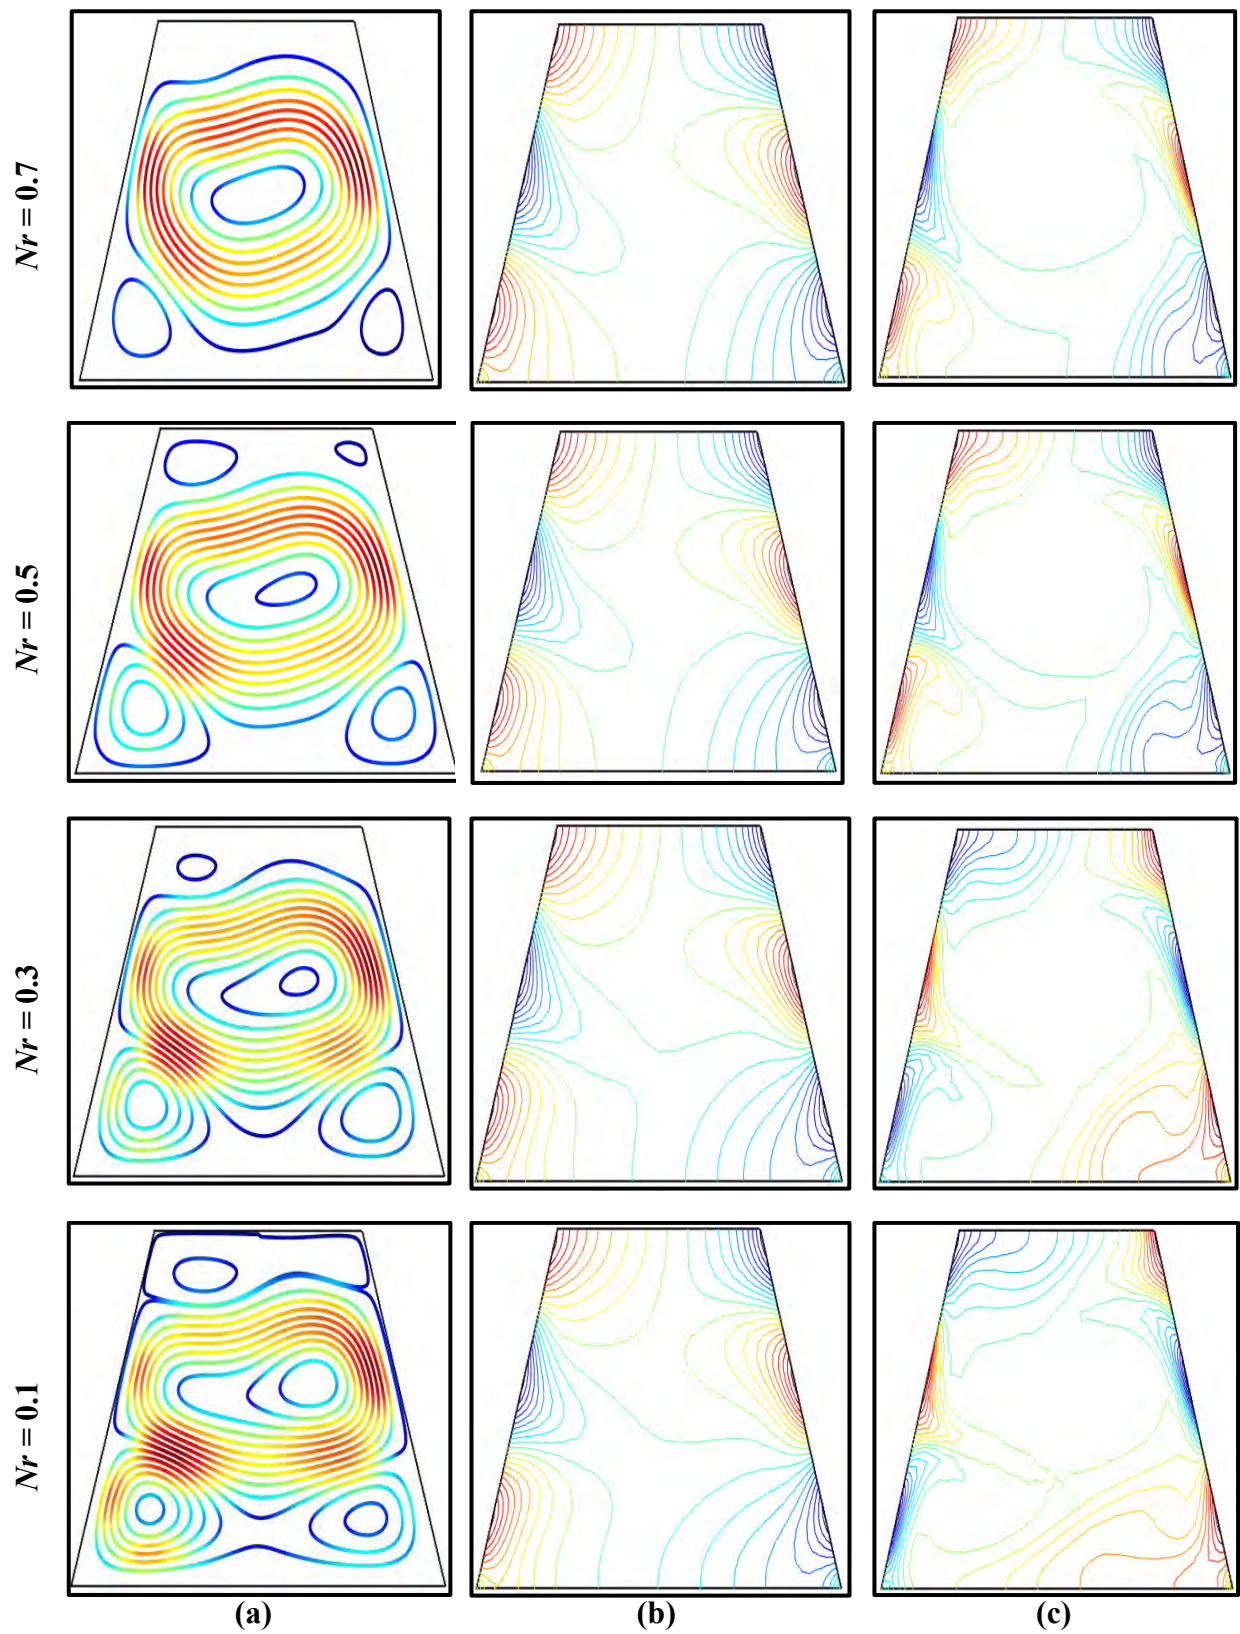 Nr = 0.7
Nr = 0.5
Nr = 0.3
Nr = 0.1
(a) (b) (c)